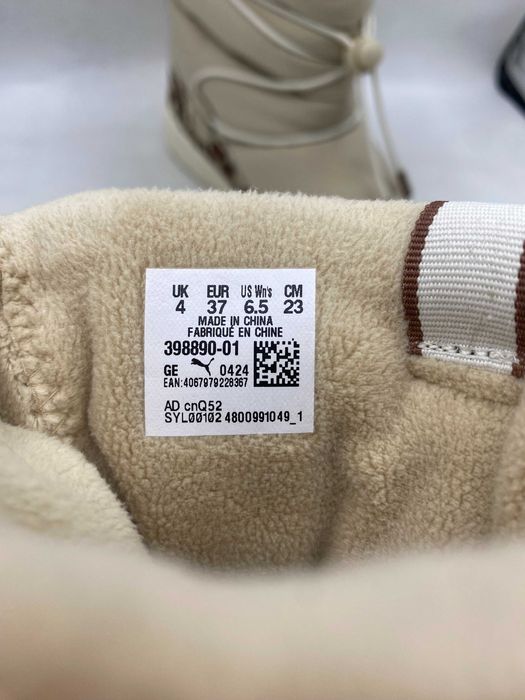 UK EUR US Wn's CM
4 37 6.5 23
MADE IN CHINA
FABRIQUÉ EN CHINE
398890-01
GE 0424
EAN:4067979228367
AD cnQ52
SYL00102 4800991049_1